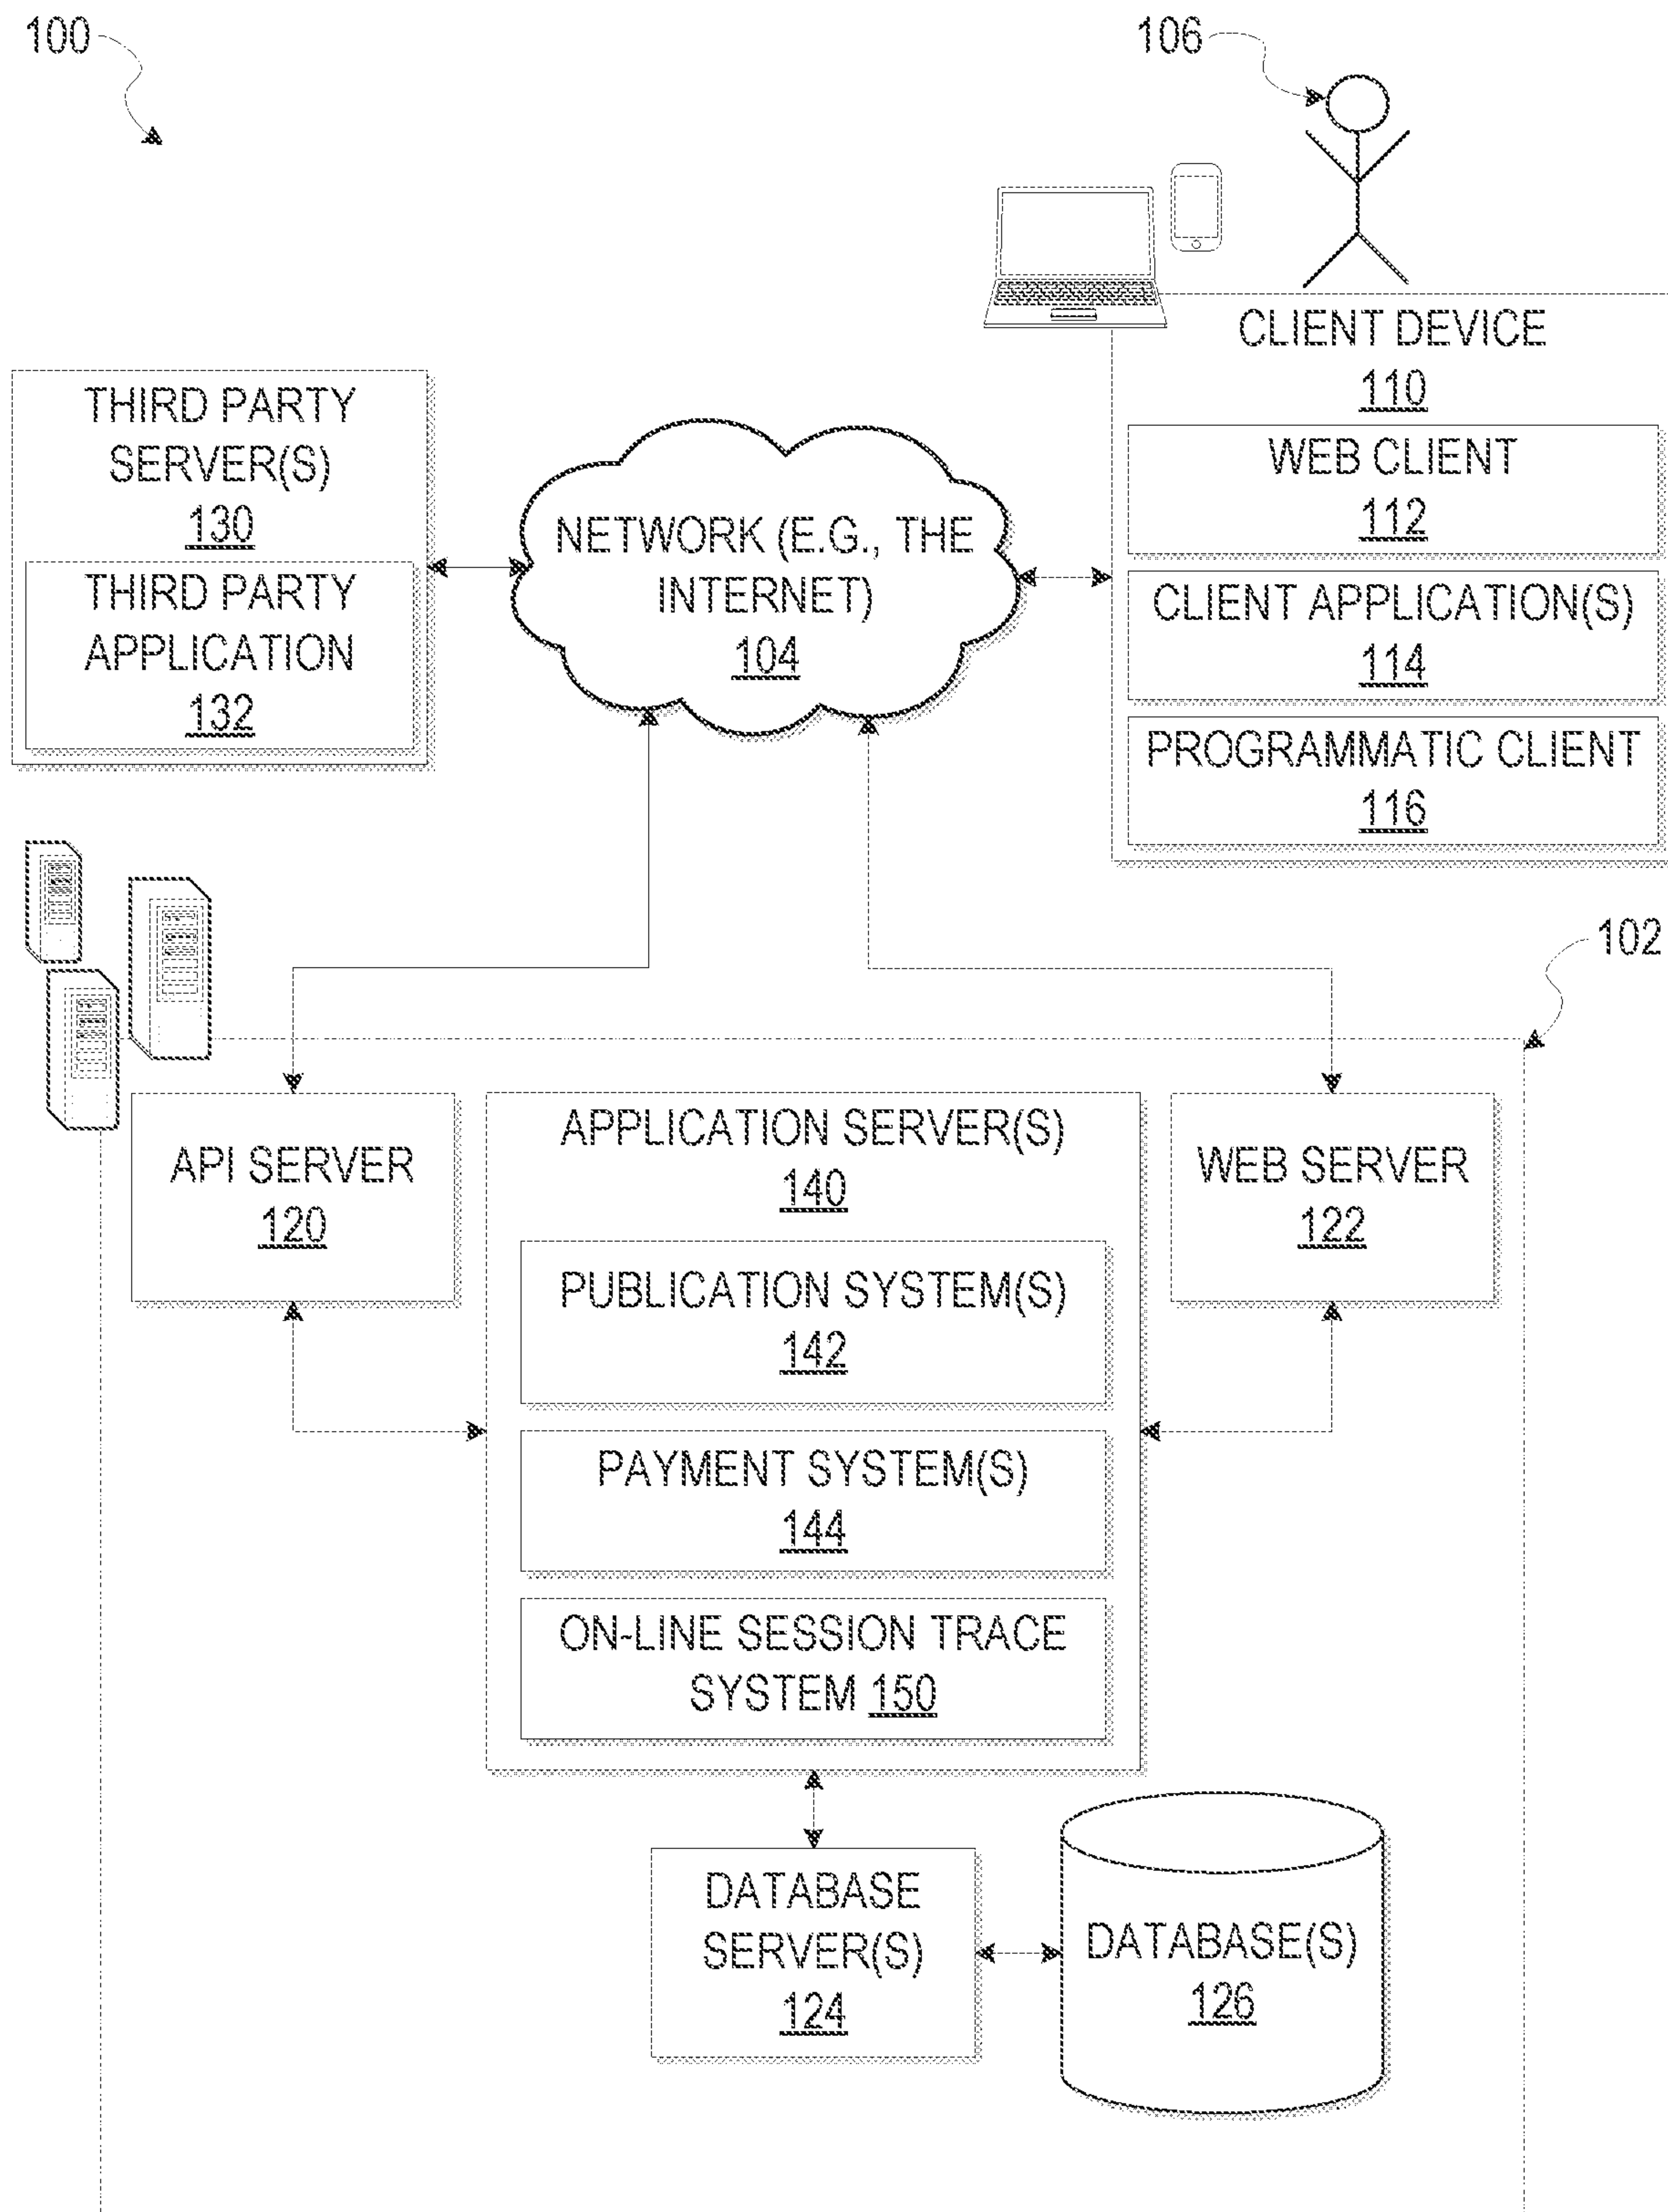 100
106
CLIENT DEVICE
110
WEB CLIENT
112
CLIENT APPLICATION(S)
114
PROGRAMMATIC CLIENT
116
THIRD PARTY
SERVER(S)
130
THIRD PARTY
APPLICATION
132
NETWORK (E.G., THE
INTERNET)
104
102
API SERVER
120
APPLICATION SERVER(S)
140
PUBLICATION SYSTEM(S)
142
PAYMENT SYSTEM(S)
144
ON-LINE SESSION TRACE
SYSTEM 150
WEB SERVER
122
DATABASE
SERVER(S)
124
DATABASE(S)
126